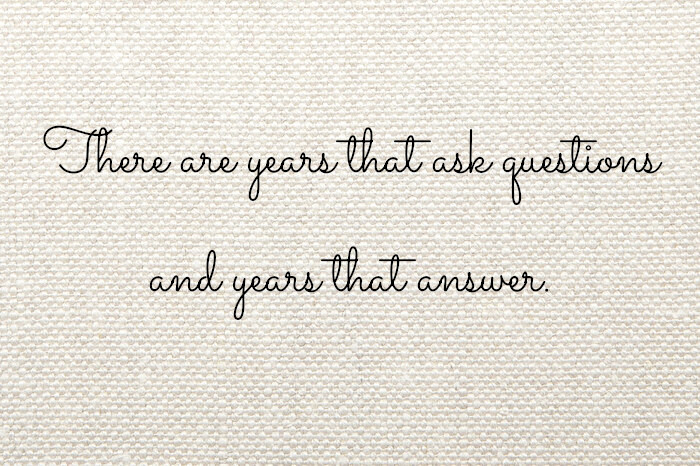 There are years that ask questions
and years that answer.